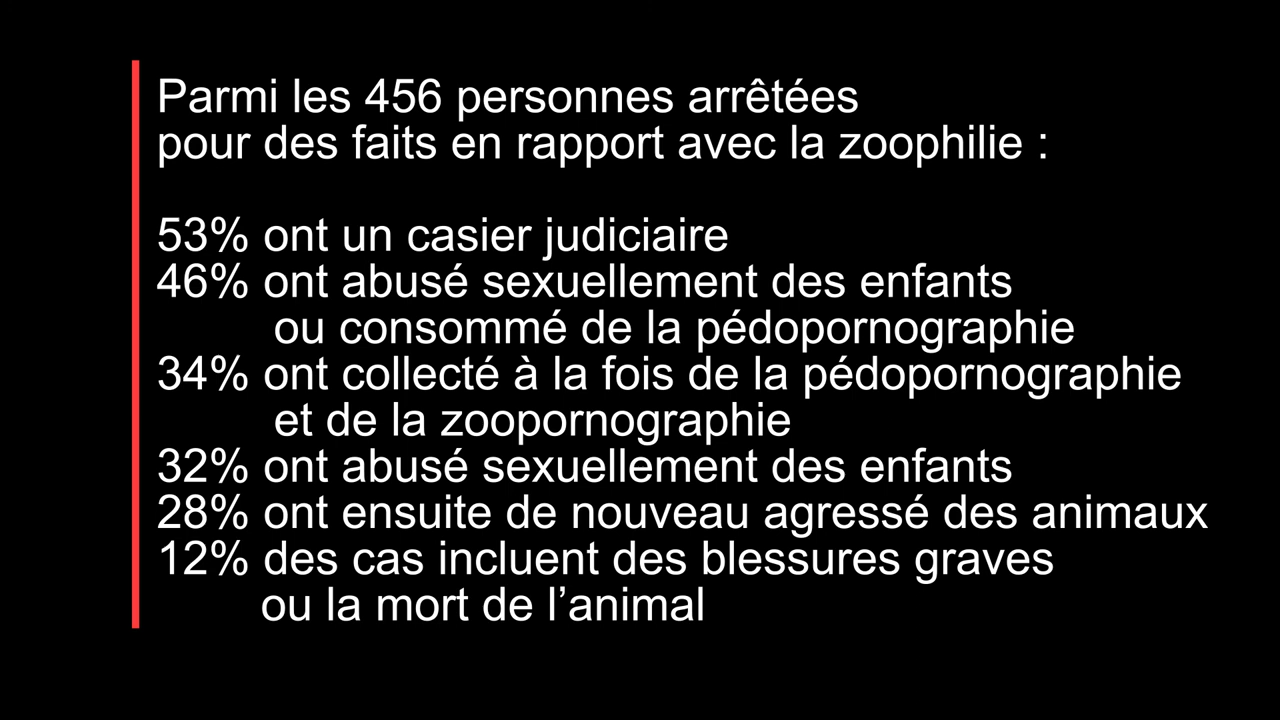 Parmi les 456 personnes arrêtées
pour des faits en rapport avec la zoophilie :
53% ont un casier judiciaire
46% ont abusé sexuellement des enfants
ou consommé de la pédopornographie
34% ont collecté à la fois de la pédopornographie
et de la zoopornographie
32% ont abusé sexuellement des enfants
28% ont ensuite de nouveau agressé des animaux
12% des cas incluent des blessures graves
ou la mort de l’animal